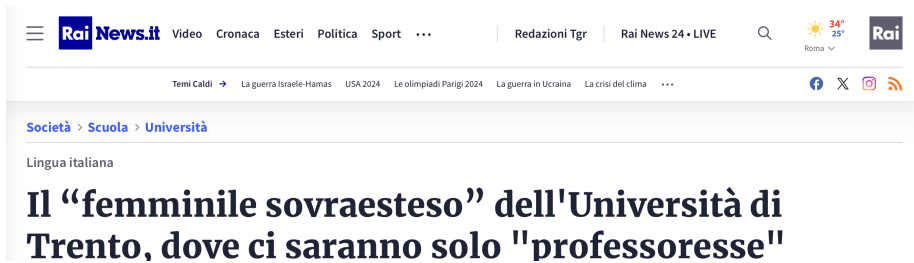 Rai News.it Video Cronaca Esteri Politica Sport ... Redazioni Tgr Rai News 24 • LIVE 34° 25° Roma Rai
Temi Caldi → La guerra Israele-Hamas USA 2024 Le olimpiadi Parigi 2024 La guerra in Ucraina La crisi del clima ...
Società > Scuola > Università
Lingua italiana
Il “femminile sovraesteso” dell'Università di
Trento, dove ci saranno solo "professoresse"